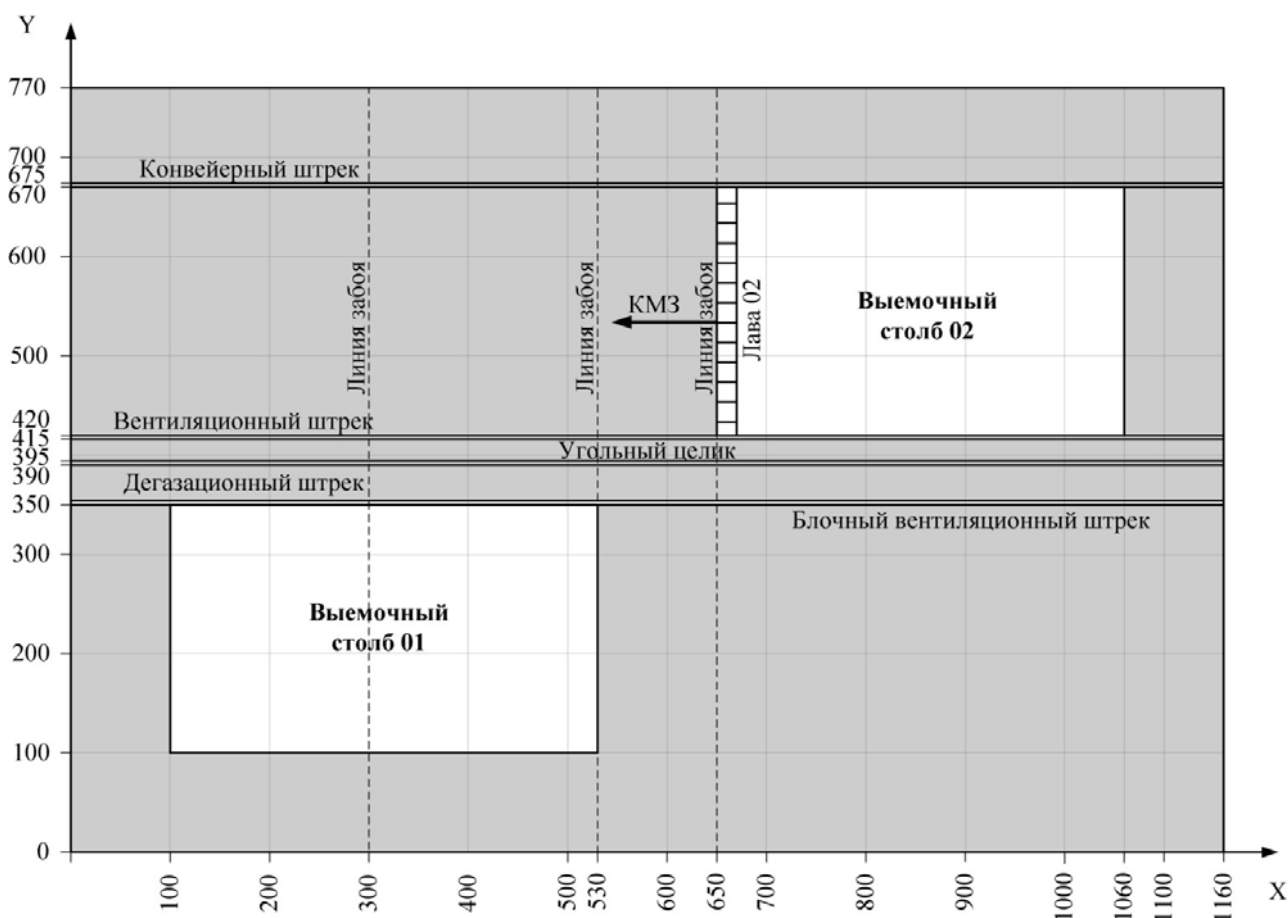 Y
770
700
675
670
Конвейерный штрек
600
Линия забоя
Линия забоя
КМЗ
Линия забоя
Лава 02
Выемочный
столб 02
500
420
415
Вентиляционный штрек
Угольный целик
395
390
Дегазационный штрек
350
Блочный вентиляционный штрек
300
Выемочный
столб 01
200
100
0
100
200
300
400
500
530
600
650
700
800
900
1000
1060
1100
1160
X